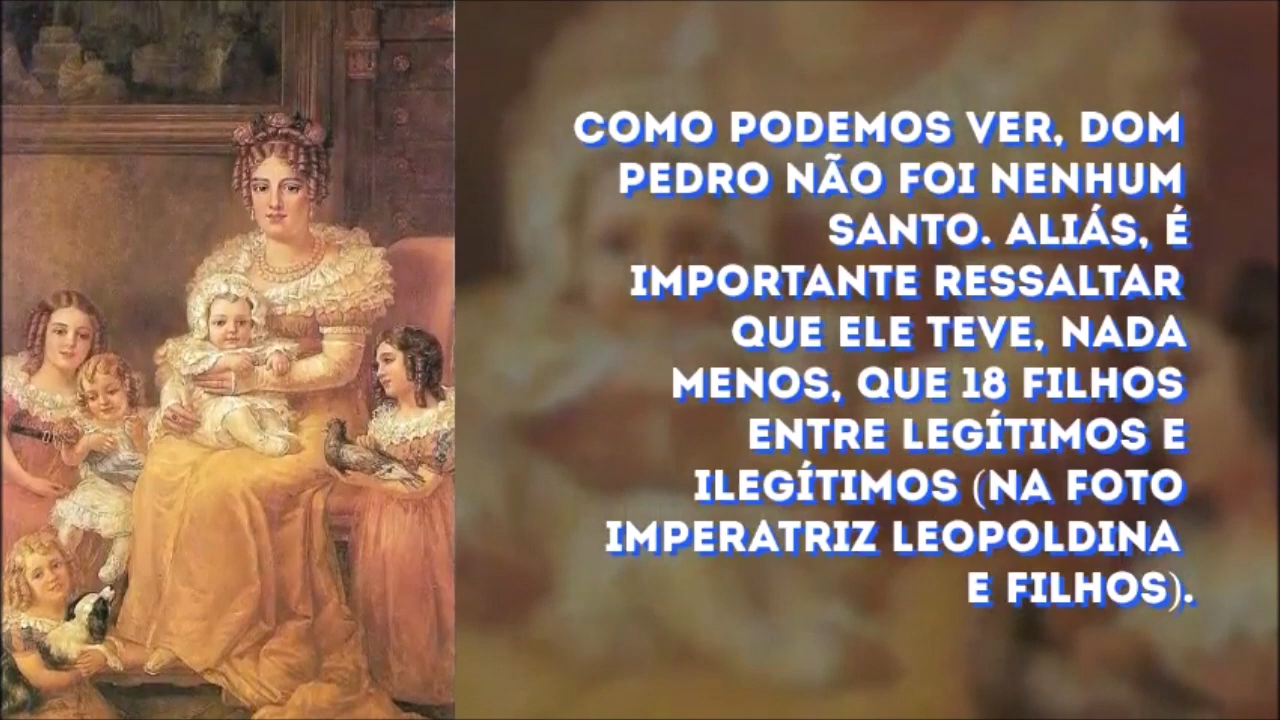 COMO PODEMOS VER, DOM
PEDRO NÃO FOI NENHUM
SANTO. ALIÁS, É
IMPORTANTE RESSALTAR
QUE ELE TEVE, NADA
MENOS, QUE 18 FILHOS
ENTRE LEGÍTIMOS E
ILEGÍTIMOS (NA FOTO
IMPERATRIZ LEOPOLDINA
E FILHOS).